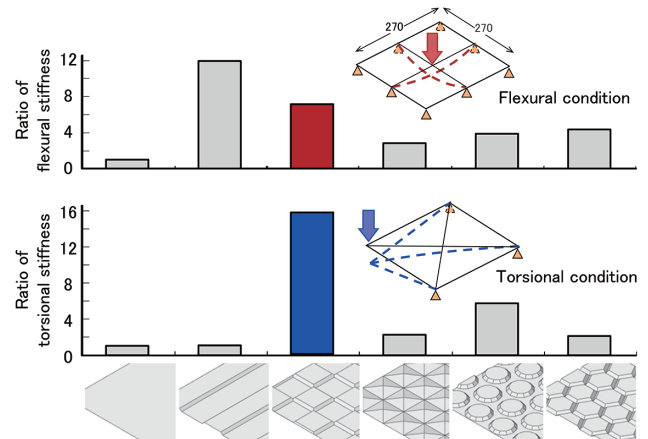 Ratio of
flexural stiffness
12
8
4
0
270
270
Flexural condition
Ratio of
torsional stiffness
16
12
8
4
0
Torsional condition